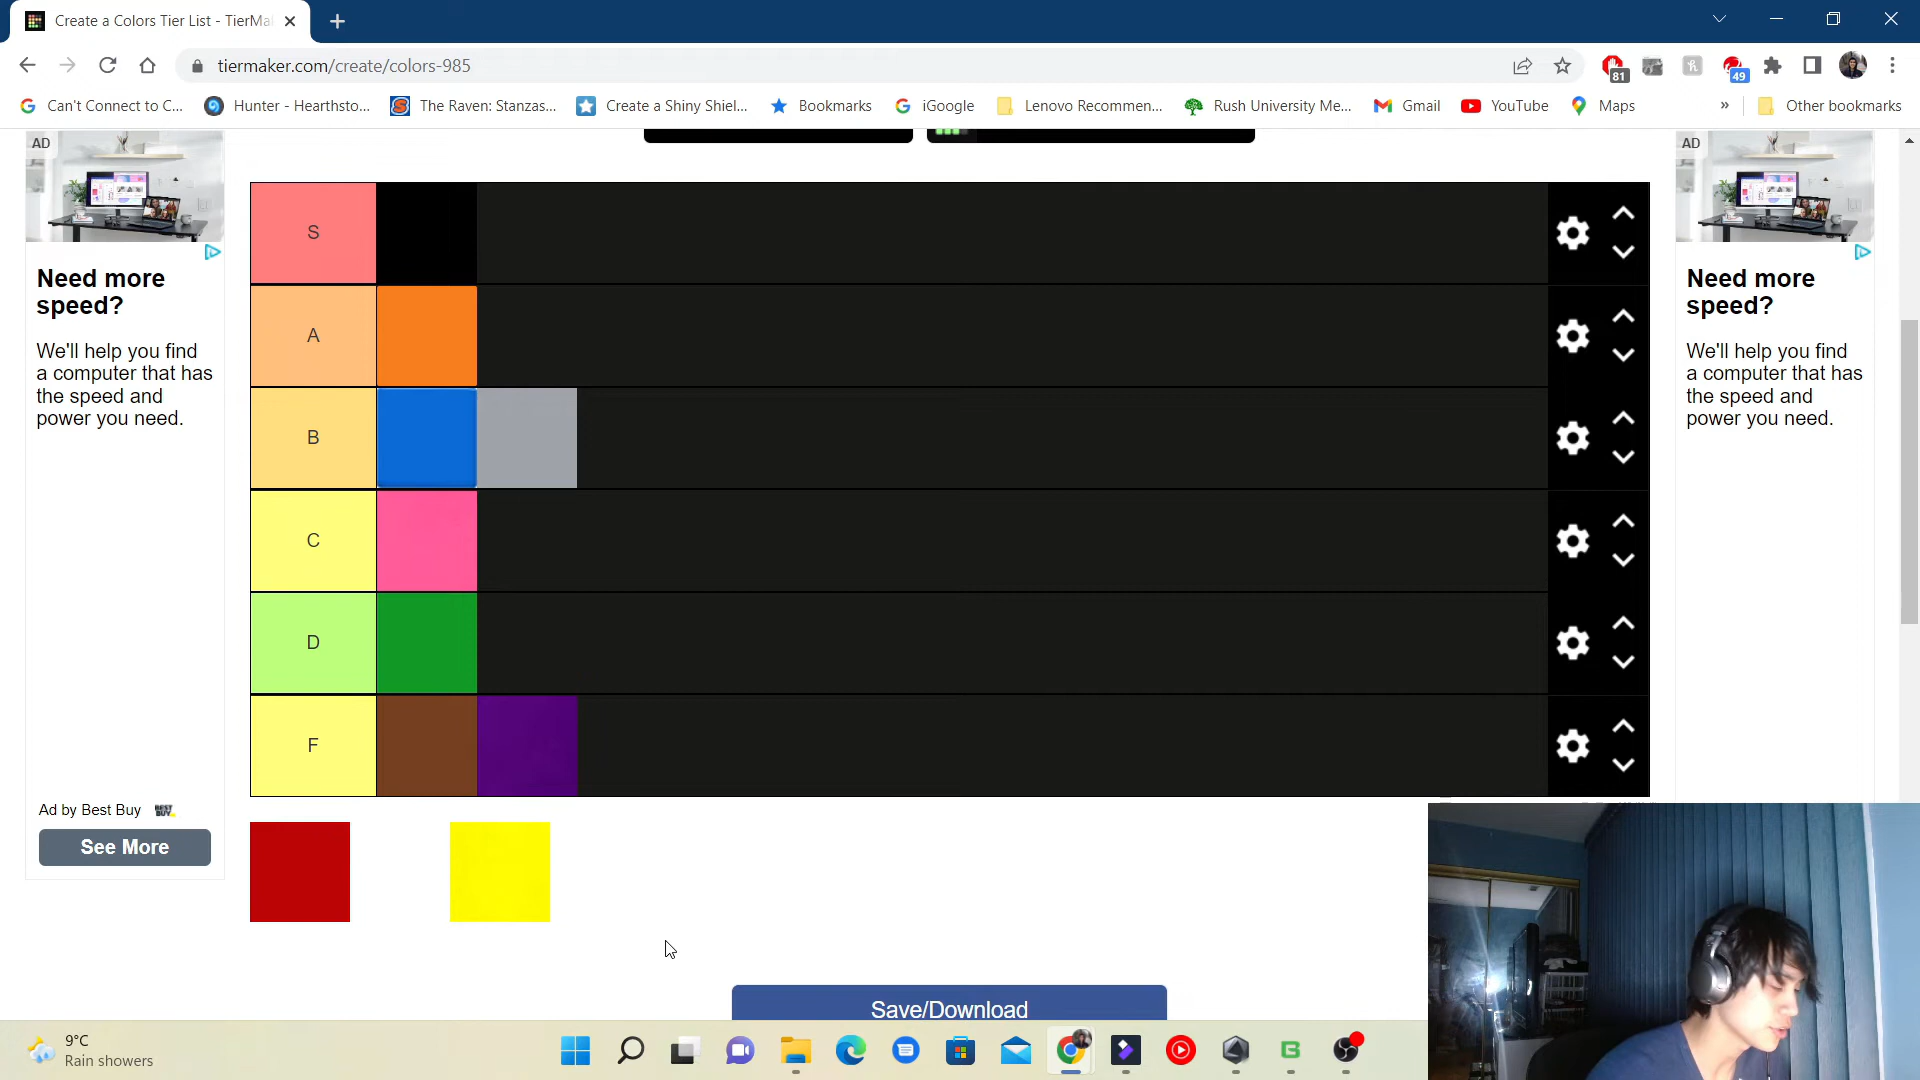 Create a Colors Tier List - TierMa
tiermaker.com/create/colors-985
81
49
Can't Connect to C...
Hunter - Hearthsto...
The Raven: Stanzas...
Create a Shiny Shiel...
Bookmarks
iGoogle
Lenovo Recommen...
Rush University Me...
Gmail
YouTube
Maps
»
Other bookmarks
AD
Need more
speed?
We'll help you find
a computer that has
the speed and
power you need.
Ad by Best Buy
BEST
BUY
See More
S
A
B
C
D
F
AD
Need more
speed?
We'll help you find
a computer that has
the speed and
power you need.
Save/Download
9°C
Rain showers